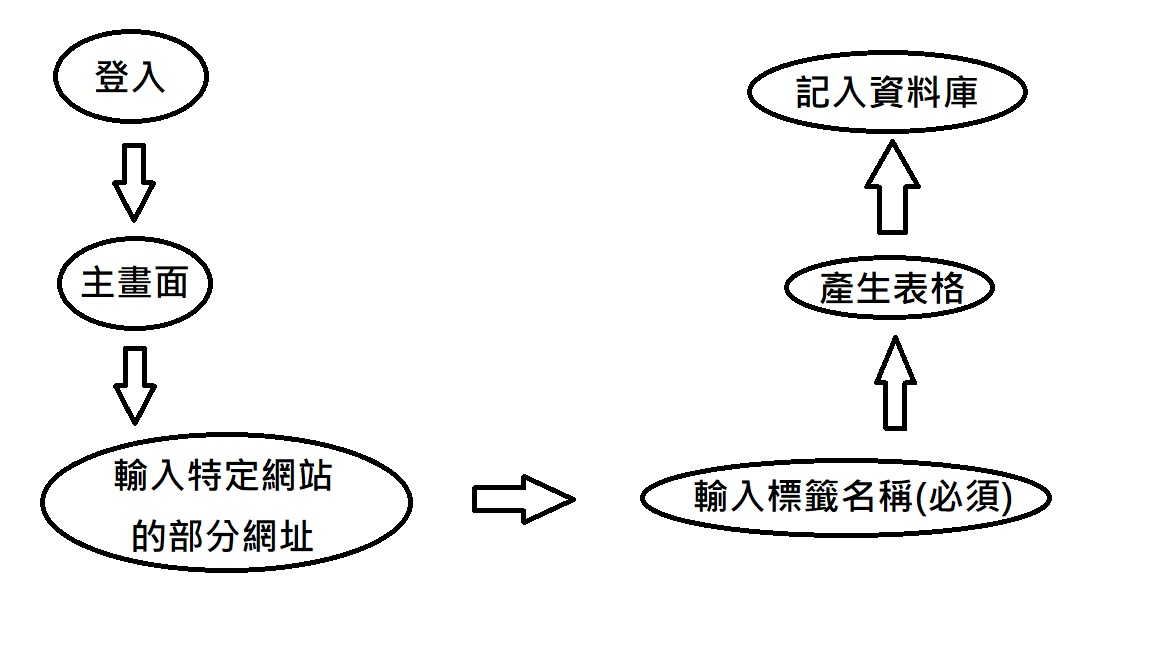 登入
主畫面
輸入特定網站
的部分網址
輸入標籤名稱(必須)
產生表格
記入資料庫